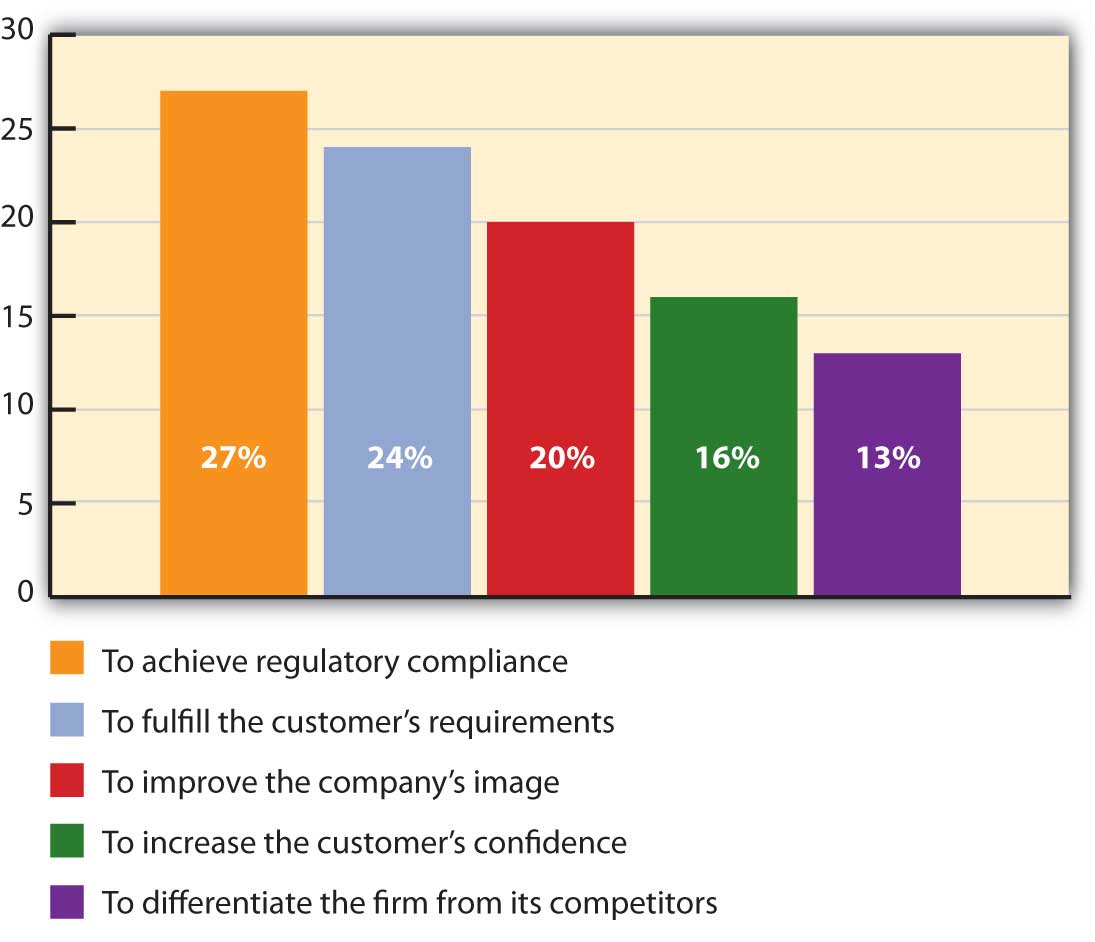 30
25
20
15
10
5
0
27%
24%
20%
16%
13%
To achieve regulatory compliance
To fulfill the customer’s requirements
To improve the company’s image
To increase the customer’s confidence
To differentiate the firm from its competitors